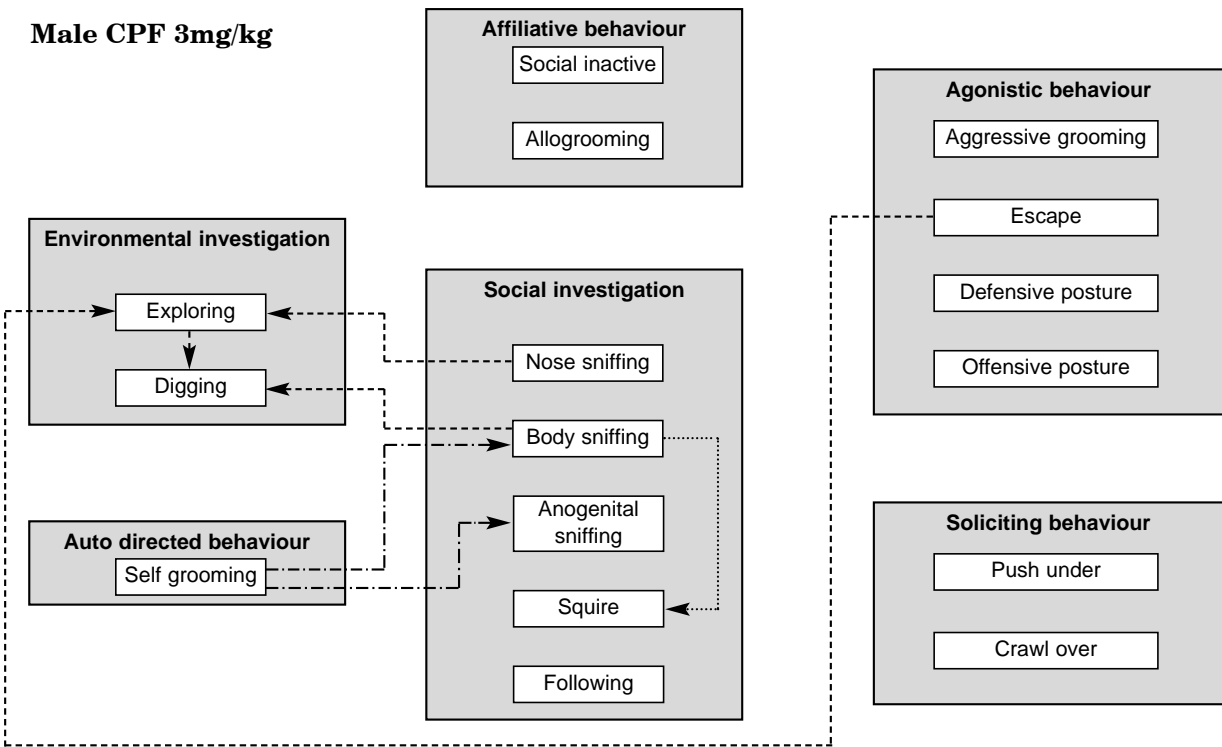 Male CPF 3mg/kg
Affiliative behaviour
Social inactive
Allogrooming
Agonistic behaviour
Aggressive grooming
Escape
Defensive posture
Offensive posture
Environmental investigation
Exploring
Digging
Social investigation
Nose sniffing
Body sniffing
Anogenital
sniffing
Squire
Following
Auto directed behaviour
Self grooming
Soliciting behaviour
Push under
Crawl over